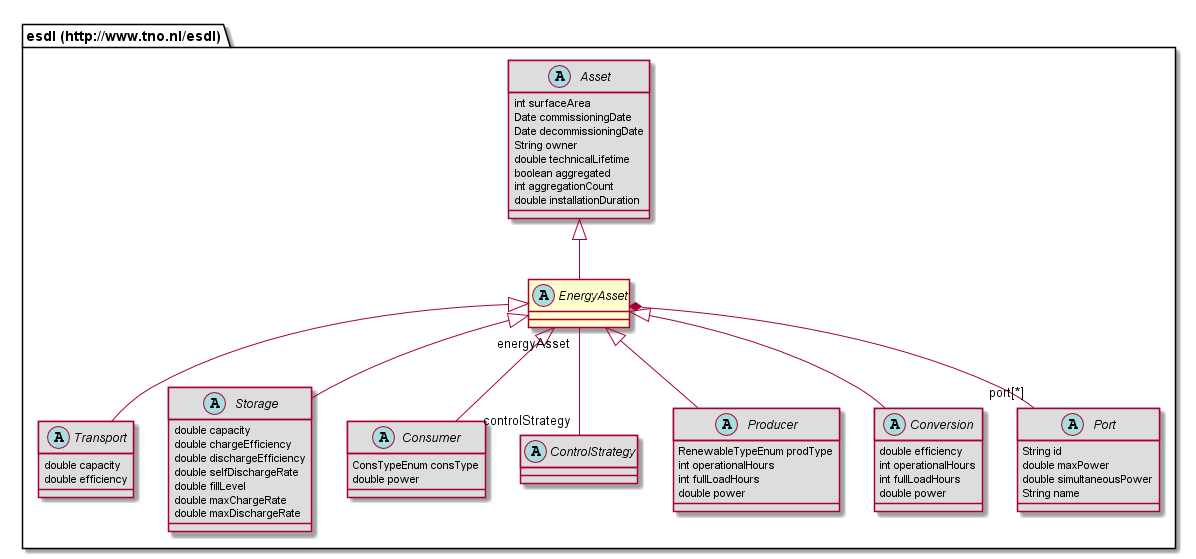 esdl (http://www.tno.nl/esdl)
A Asset
int surfaceArea
Date commissioningDate
Date decommissioningDate
String owner
double technicalLifetime
boolean aggregated
int aggregationCount
double installationDuration
A EnergyAsset
energyAsset
port[*]
controlStrategy
A Transport
double capacity
double efficiency
A Storage
double capacity
double chargeEfficiency
double dischargeEfficiency
double selfDischargeRate
double fillLevel
double maxChargeRate
double maxDischargeRate
A Consumer
ConsTypeEnum consType
double power
A ControlStrategy
A Producer
RenewableTypeEnum prodType
int operationalHours
int fullLoadHours
double power
A Conversion
double efficiency
int operationalHours
int fullLoadHours
double power
A Port
String id
double maxPower
double simultaneousPower
String name